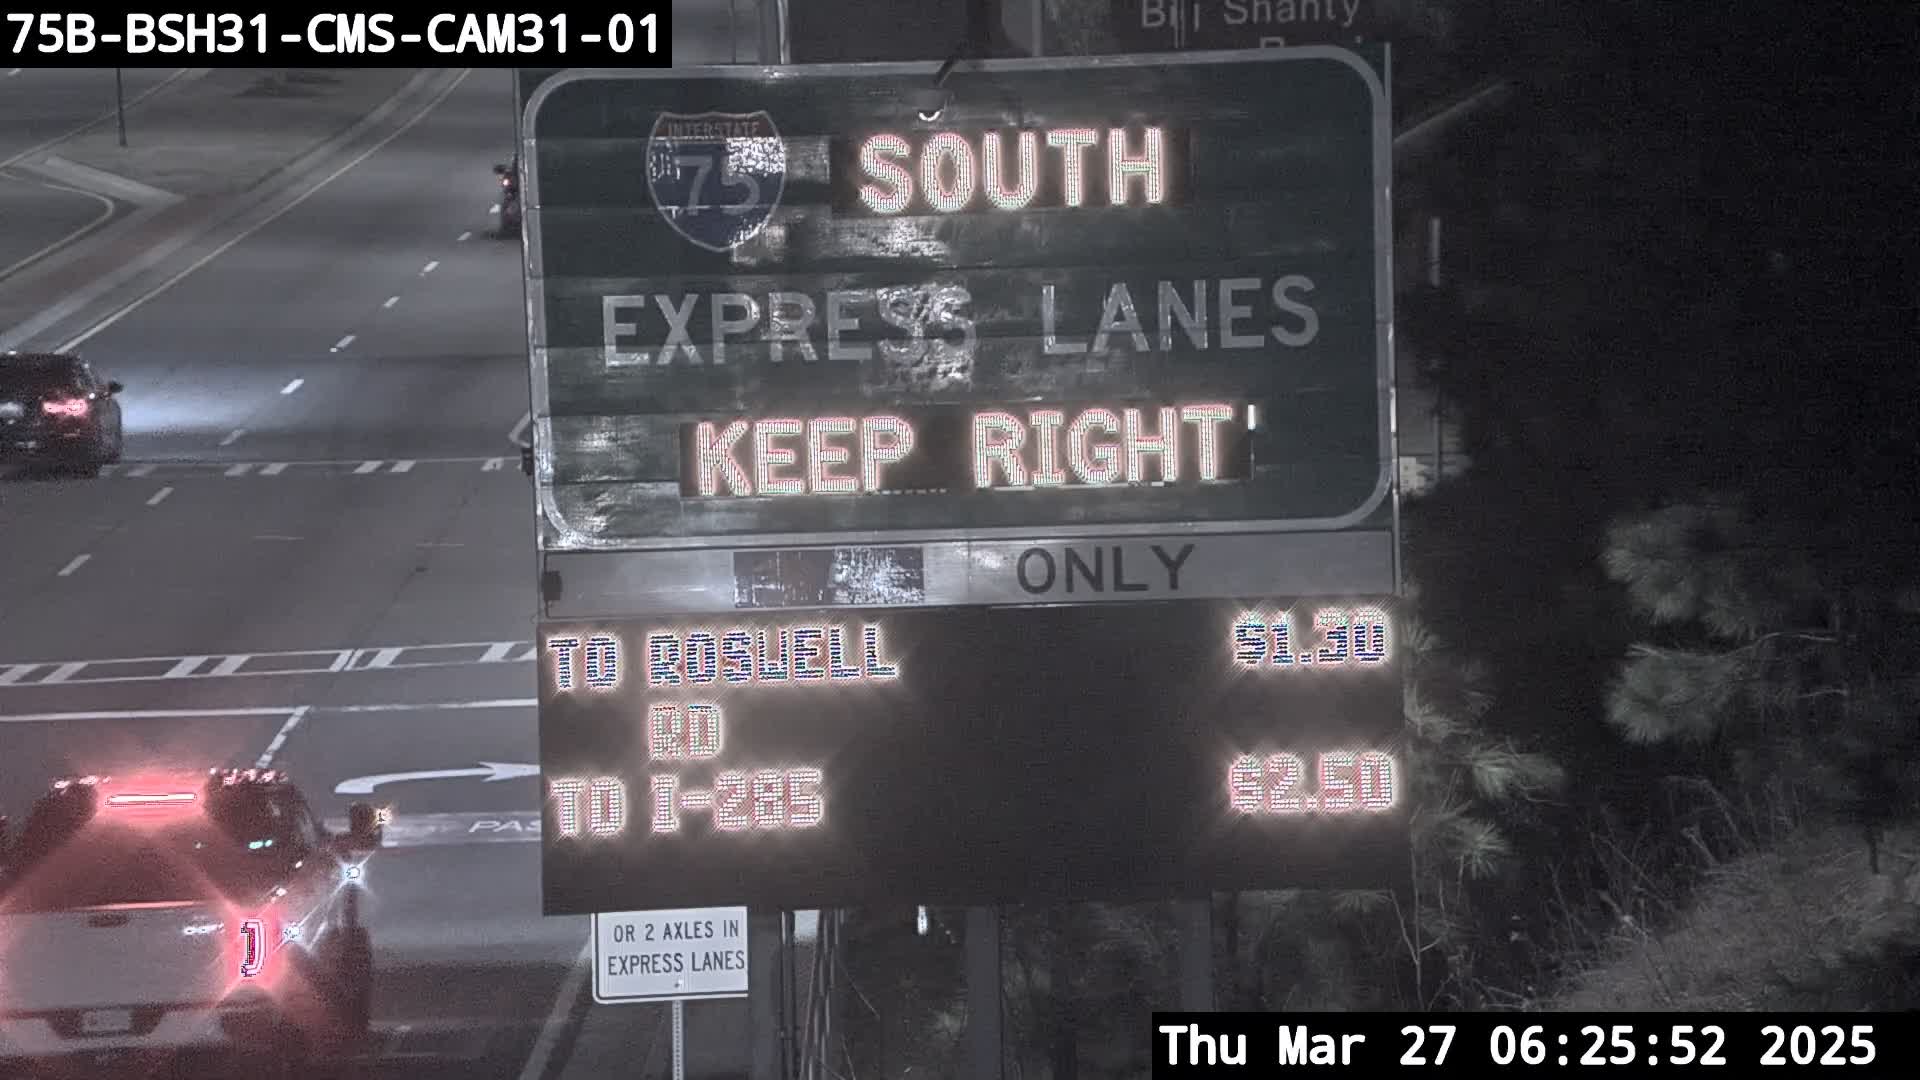 75B-BSH31-CMS-CAM31-01
Shanty
INTERSTATE
75
SOUTH
EXPRESS LANES
KEEP RIGHT
ONLY
TO ROSWELL $1.30
RD
TO I-285 $2.50
OR 2 AXLES IN
EXPRESS LANES
Thu Mar 27 06:25:52 2025